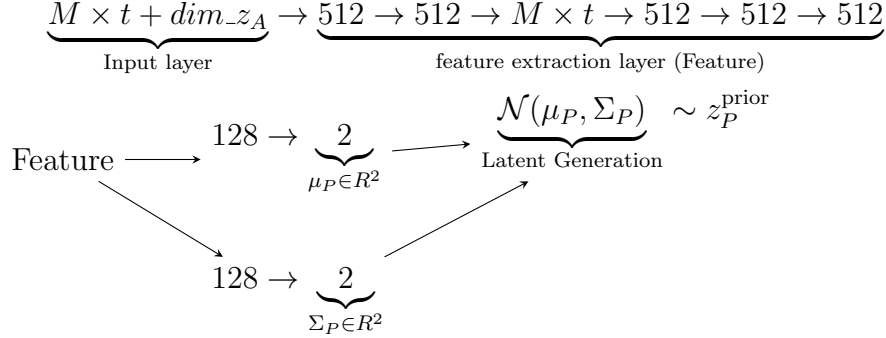 M × t + dim_z_A → 512 → 512 → M × t → 512 → 512 → 512
Input layer
feature extraction layer (Feature)
N(μ_P, Σ_P) ∼ z_P^prior
Latent Generation
128 → 2
μ_P∈R^2
Feature
128 → 2
Σ_P∈R^2